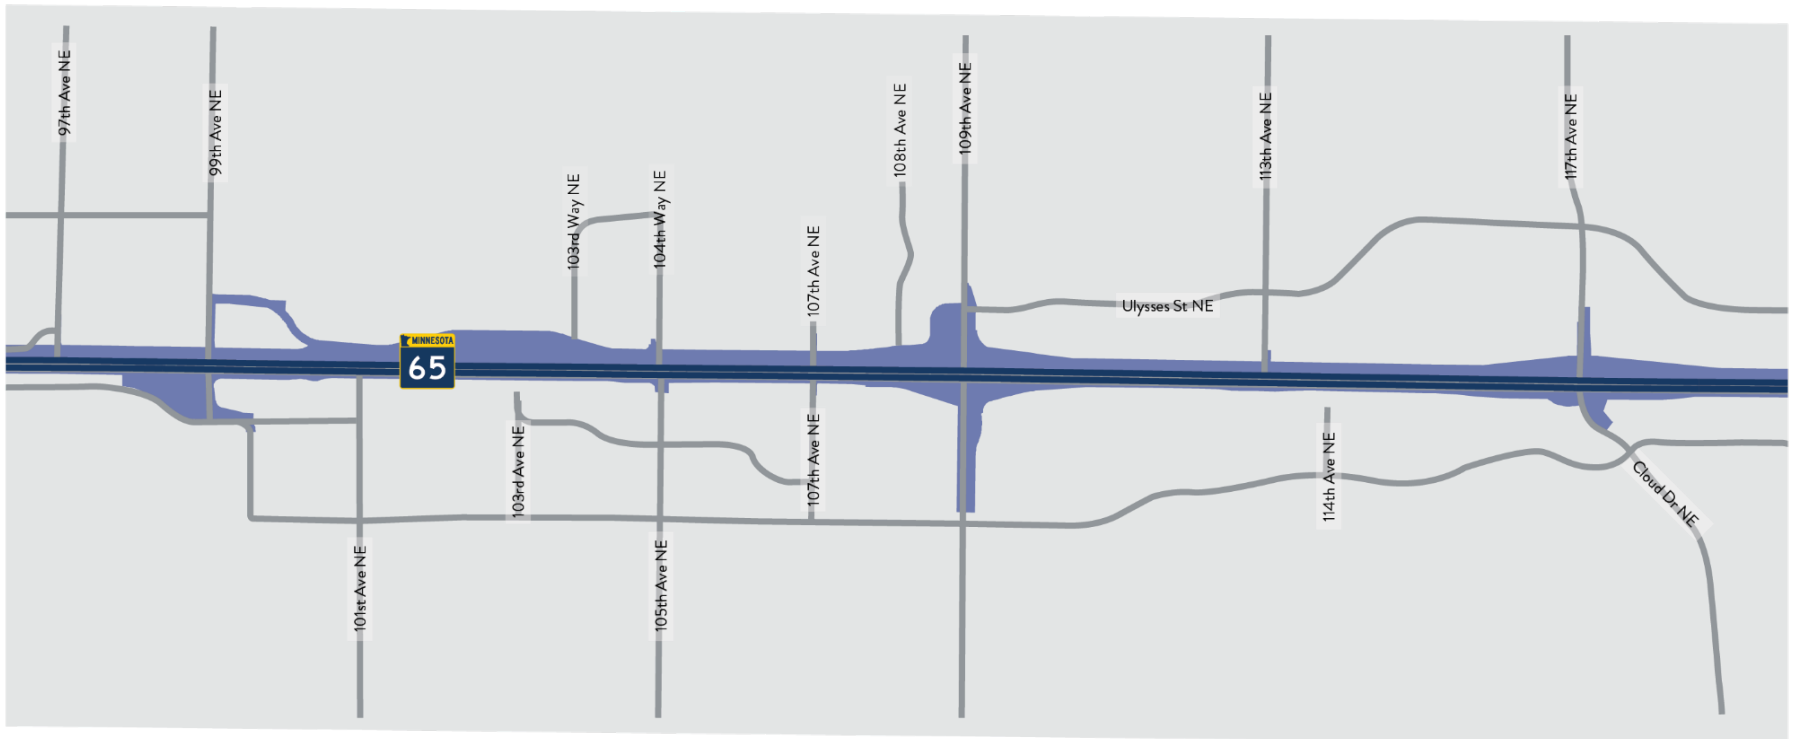 97th Ave NE
99th Ave NE
103rd Way NE
104th Way NE
107th Ave NE
108th Ave NE
109th Ave NE
113th Ave NE
117th Ave NE
Ulysses St NE
MINNESOTA
65
101st Ave NE
103rd Ave NE
105th Ave NE
107th Ave NE
114th Ave NE
Cloud Dr NE